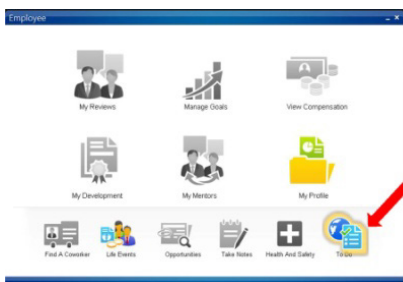 Employee
My Reviews
Manage Goals
View Compensation
My Development
My Mentors
My Profile
Find A Coworker
Life Events
Opportunities
Take Notes
Health And Safety
To Do